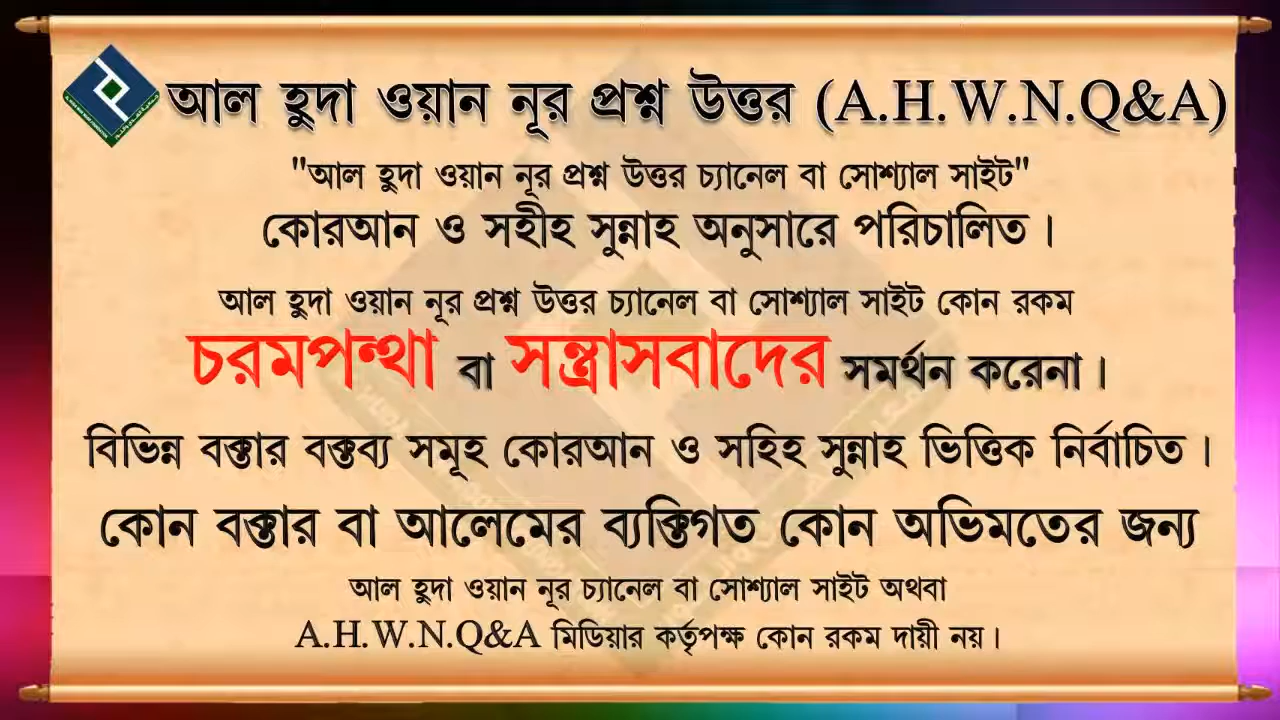 আল হুদা ওয়ান নূর প্রশ্ন উত্তর (A.H.W.N.Q&A)
"আল হুদা ওয়ান নূর প্রশ্ন উত্তর চ্যানেল বা সোশ্যাল সাইট"
কোরআন ও সহীহ সুন্নাহ অনুসারে পরিচালিত।
আল হুদা ওয়ান নূর প্রশ্ন উত্তর চ্যানেল বা সোশ্যাল সাইট কোন রকম
চরমপন্থা বা সন্ত্রাসবাদের সমর্থন করেনা।
বিভিন্ন বক্তার বক্তব্য সমূহ কোরআন ও সহিহ সুন্নাহ ভিত্তিক নির্বাচিত।
কোন বক্তার বা আলেমের ব্যক্তিগত কোন অভিমতের জন্য
আল হুদা ওয়ান নূর চ্যানেল বা সোশ্যাল সাইট অথবা
A.H.W.N.Q&A মিডিয়ার কর্তৃপক্ষ কোন রকম দায়ী নয়।